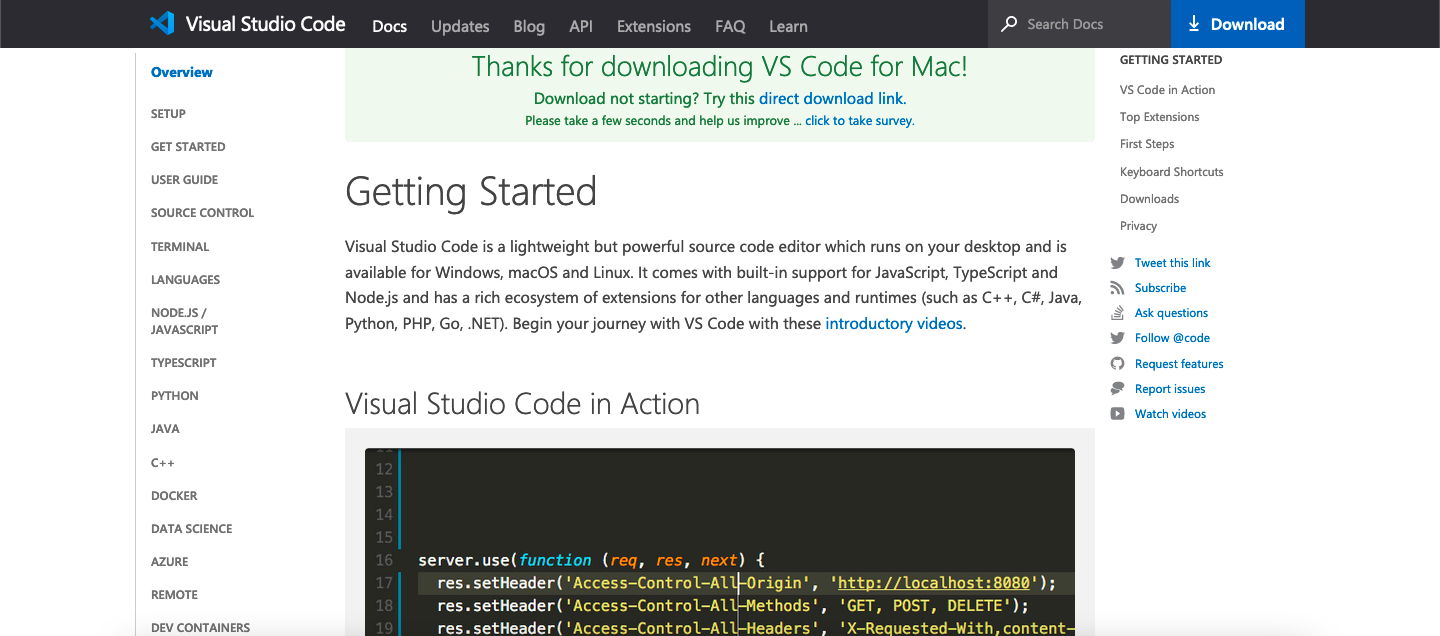 Visual Studio Code Docs Updates Blog API Extensions FAQ Learn Search Docs Download
Overview
SETUP
GET STARTED
USER GUIDE
SOURCE CONTROL
TERMINAL
LANGUAGES
NODE.JS /
JAVASCRIPT
TYPESCRIPT
PYTHON
JAVA
C++
DOCKER
DATA SCIENCE
AZURE
REMOTE
DEV CONTAINERS
Thanks for downloading VS Code for Mac!
Download not starting? Try this direct download link.
Please take a few seconds and help us improve ... click to take survey.
Getting Started
Visual Studio Code is a lightweight but powerful source code editor which runs on your desktop and is
available for Windows, macOS and Linux. It comes with built-in support for JavaScript, TypeScript and
Node.js and has a rich ecosystem of extensions for other languages and runtimes (such as C++, C#, Java,
Python, PHP, Go, .NET). Begin your journey with VS Code with these introductory videos.
Visual Studio Code in Action
11
12
13
14
15
16 server.use(function (req, res, next) {
17 res.setHeader('Access-Control-All-Origin', 'http://localhost:8080');
18 res.setHeader('Access-Control-All-Methods', 'GET, POST, DELETE');
19 res.setHeader('Access-Control-All-Headers', 'X-Requested-With,content-
GETTING STARTED
VS Code in Action
Top Extensions
First Steps
Keyboard Shortcuts
Downloads
Privacy
Tweet this link
Subscribe
Ask questions
Follow @code
Request features
Report issues
Watch videos